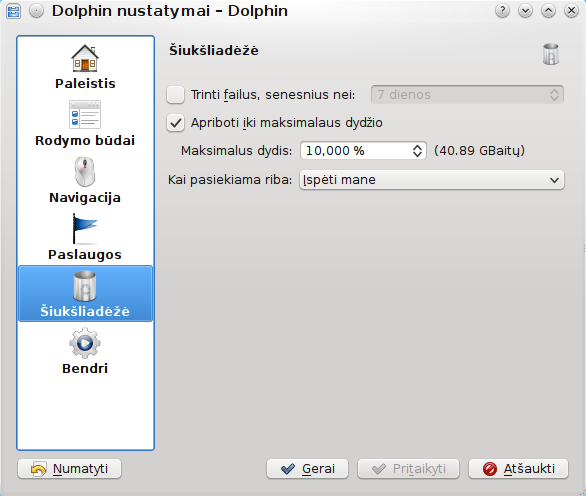 Dolphin nustatymai – Dolphin
Paleistis
Rodymo būdai
Navigacija
Paslaugos
Šiukšliadėžė
Bendri
Šiukšliadėžė
Trinti failus, senesnius nei: 7 dienos
Apriboti iki maksimalaus dydžio
Maksimalus dydis: 10,000 % (40.89 GBaitų)
Kai pasiekiama riba: Įspėti mane
Numatyti Gerai Pritaikyti Atšaukti